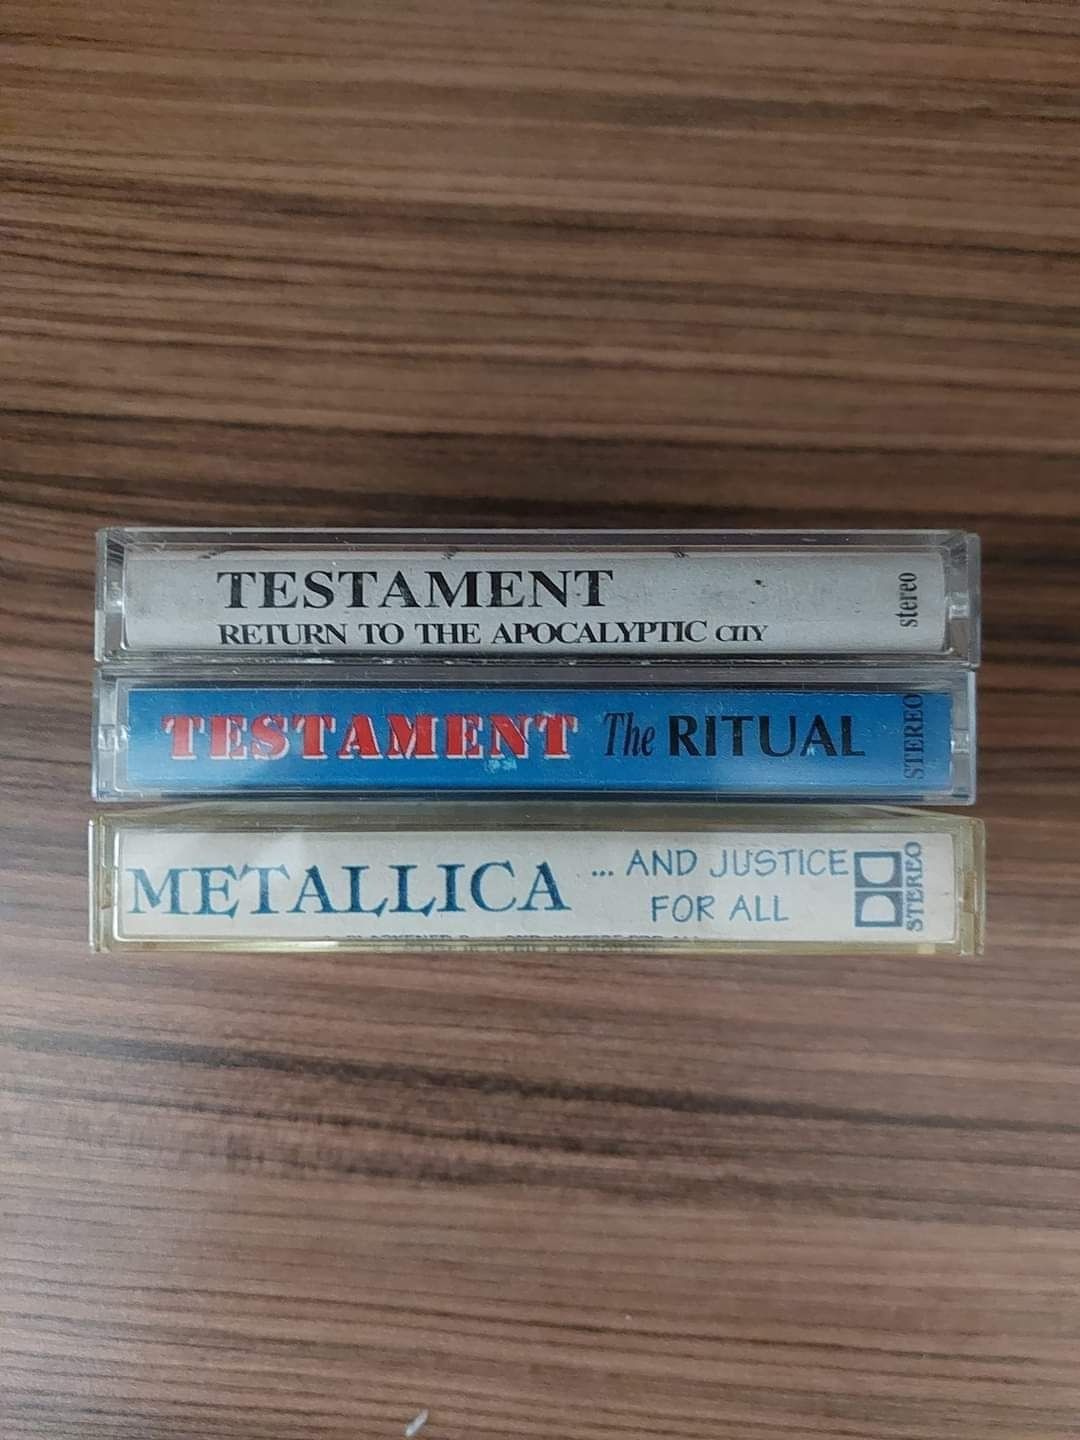 TESTAMENT
RETURN TO THE APOCALYPTIC CITY
stereo
TESTAMENT The RITUAL
STEREO
METALLICA ... AND JUSTICE
FOR ALL
STEREO